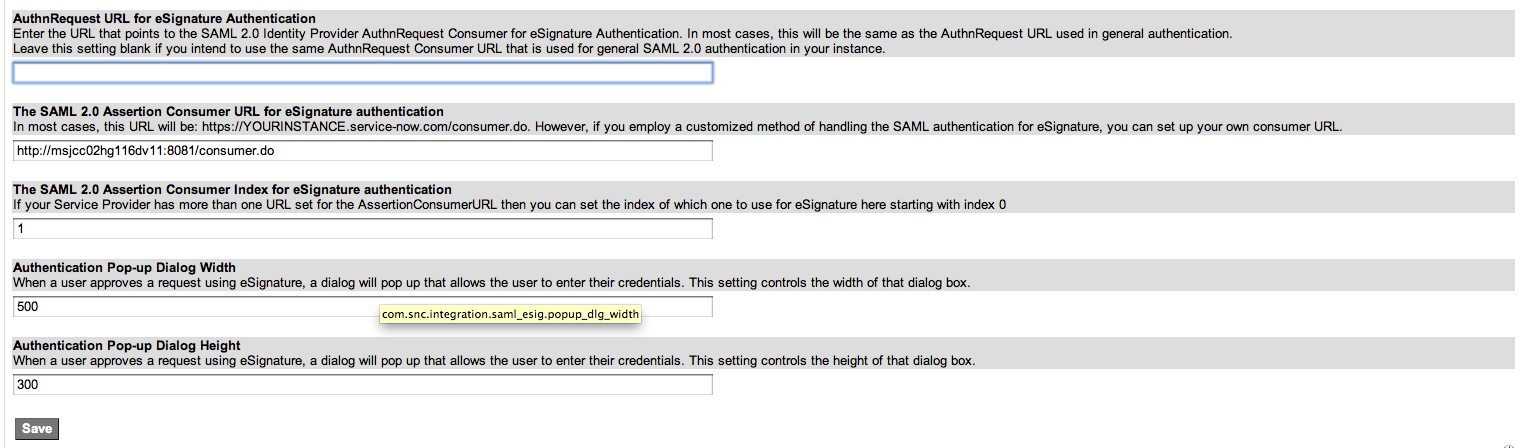 AuthnRequest URL for eSignature Authentication
Enter the URL that points to the SAML 2.0 Identity Provider AuthnRequest Consumer for eSignature Authentication. In most cases, this will be the same as the AuthnRequest URL used in general authentication.
Leave this setting blank if you intend to use the same AuthnRequest Consumer URL that is used for general SAML 2.0 authentication in your instance.
The SAML 2.0 Assertion Consumer URL for eSignature authentication
In most cases, this URL will be: https://YOURINSTANCE.service-now.com/consumer.do. However, if you employ a customized method of handling the SAML authentication for eSignature, you can set up your own consumer URL.
http://msjcc02hg116dv11:8081/consumer.do
The SAML 2.0 Assertion Consumer Index for eSignature authentication
If your Service Provider has more than one URL set for the AssertionConsumerURL then you can set the index of which one to use for eSignature here starting with index 0
1
Authentication Pop-up Dialog Width
When a user approves a request using eSignature, a dialog will pop up that allows the user to enter their credentials. This setting controls the width of that dialog box.
500
com.snc.integration.saml_esig.popup_dlg_width
Authentication Pop-up Dialog Height
When a user approves a request using eSignature, a dialog will pop up that allows the user to enter their credentials. This setting controls the height of that dialog box.
300
Save